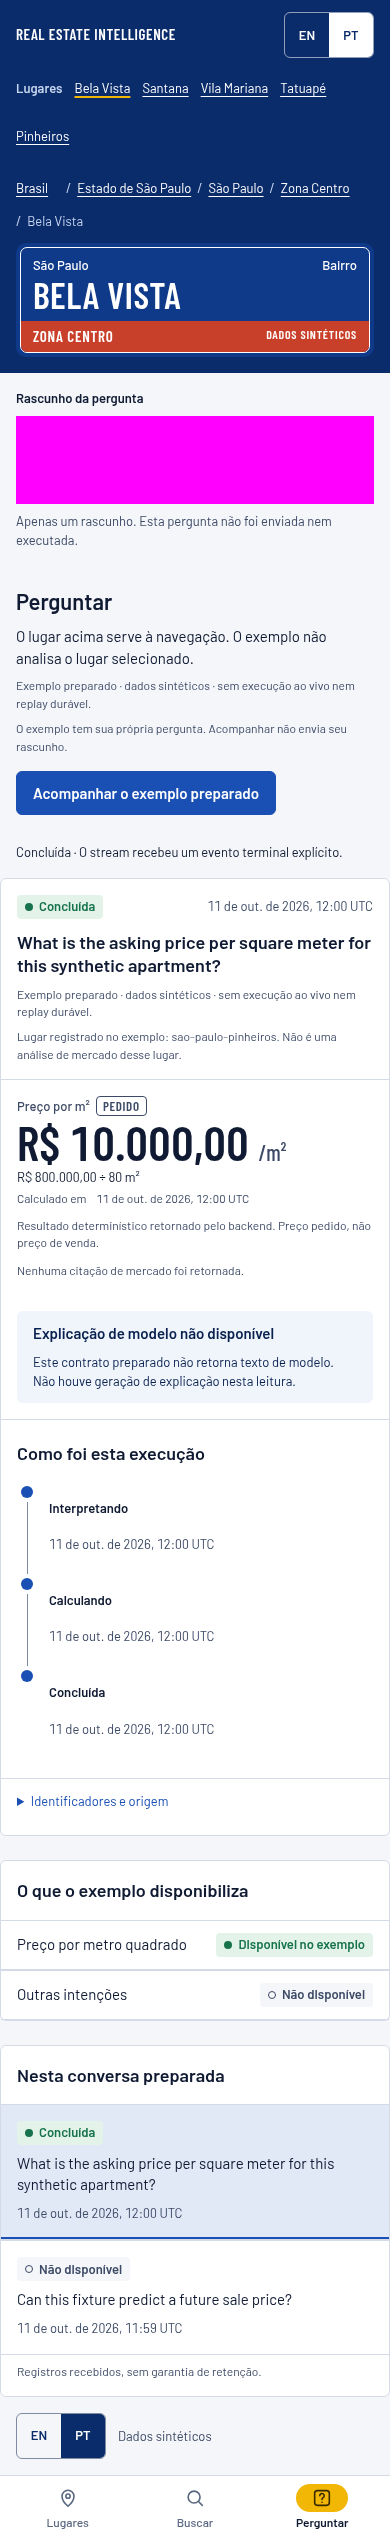 REAL ESTATE INTELLIGENCE
EN PT
Lugares Bela Vista Santana Vila Mariana Tatuapé
Pinheiros
Brasil / Estado de São Paulo / São Paulo / Zona Centro
/ Bela Vista
São Paulo Bairro
BELA VISTA
ZONA CENTRO DADOS SINTÉTICOS
Rascunho da pergunta
Apenas um rascunho. Esta pergunta não foi enviada nem
executada.
Perguntar
O lugar acima serve à navegação. O exemplo não
analisa o lugar selecionado.
Exemplo preparado · dados sintéticos · sem execução ao vivo nem
replay durável.
O exemplo tem sua própria pergunta. Acompanhar não envia seu
rascunho.
Acompanhar o exemplo preparado
Concluída · O stream recebeu um evento terminal explícito.
Concluída 11 de out. de 2026, 12:00 UTC
What is the asking price per square meter for
this synthetic apartment?
Exemplo preparado · dados sintéticos · sem execução ao vivo nem
replay durável.
Lugar registrado no exemplo: sao-paulo-pinheiros. Não é uma
análise de mercado desse lugar.
Preço por m² PEDIDO
R$ 10.000,00 /m²
R$ 800.000,00 ÷ 80 m²
Calculado em 11 de out. de 2026, 12:00 UTC
Resultado determinístico retornado pelo backend. Preço pedido, não
preço de venda.
Nenhuma citação de mercado foi retornada.
Explicação de modelo não disponível
Este contrato preparado não retorna texto de modelo.
Não houve geração de explicação nesta leitura.
Como foi esta execução
Interpretando
11 de out. de 2026, 12:00 UTC
Calculando
11 de out. de 2026, 12:00 UTC
Concluída
11 de out. de 2026, 12:00 UTC
Identificadores e origem
O que o exemplo disponibiliza
Preço por metro quadrado Disponível no exemplo
Outras intenções Não disponível
Nesta conversa preparada
Concluída
What is the asking price per square meter for this
synthetic apartment?
11 de out. de 2026, 12:00 UTC
Não disponível
Can this fixture predict a future sale price?
11 de out. de 2026, 11:59 UTC
Registros recebidos, sem garantia de retenção.
EN PT Dados sintéticos
Lugares Buscar Perguntar